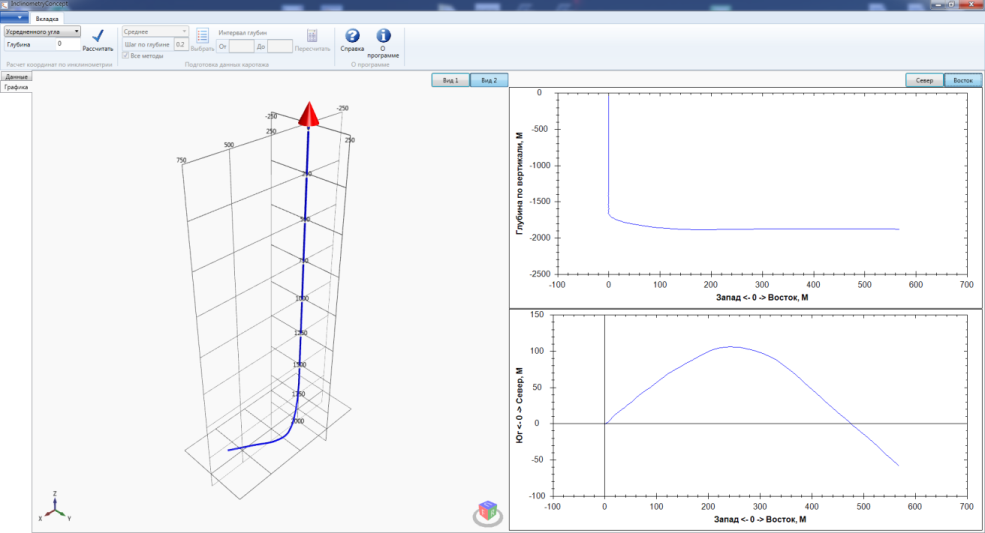 InclinometryConcept
Вкладка
Усредненного угла
Глубина 0
Рассчитать
Расчет координат по инклинометрии
Среднее
Шаг по глубине 0.2
Все методы
Выбрать
Интервал глубин
От До
Пересчитать
Подготовка данных каротажа
Справка
О программе
О программе
Данные
Графика
Вид 1 Вид 2
Север Восток
-250
-250
250
250
500
750
250
500
750
1000
1250
1500
1750
2000
Z
X Y
0
-500
-1000
-1500
-2000
-2500
-100 0 100 200 300 400 500 600 700
Глубина по вертикали, М
Запад <- 0 -> Восток, М
150
100
50
0
-50
-100
-100 0 100 200 300 400 500 600 700
Юг <- 0 -> Север, М
Запад <- 0 -> Восток, М